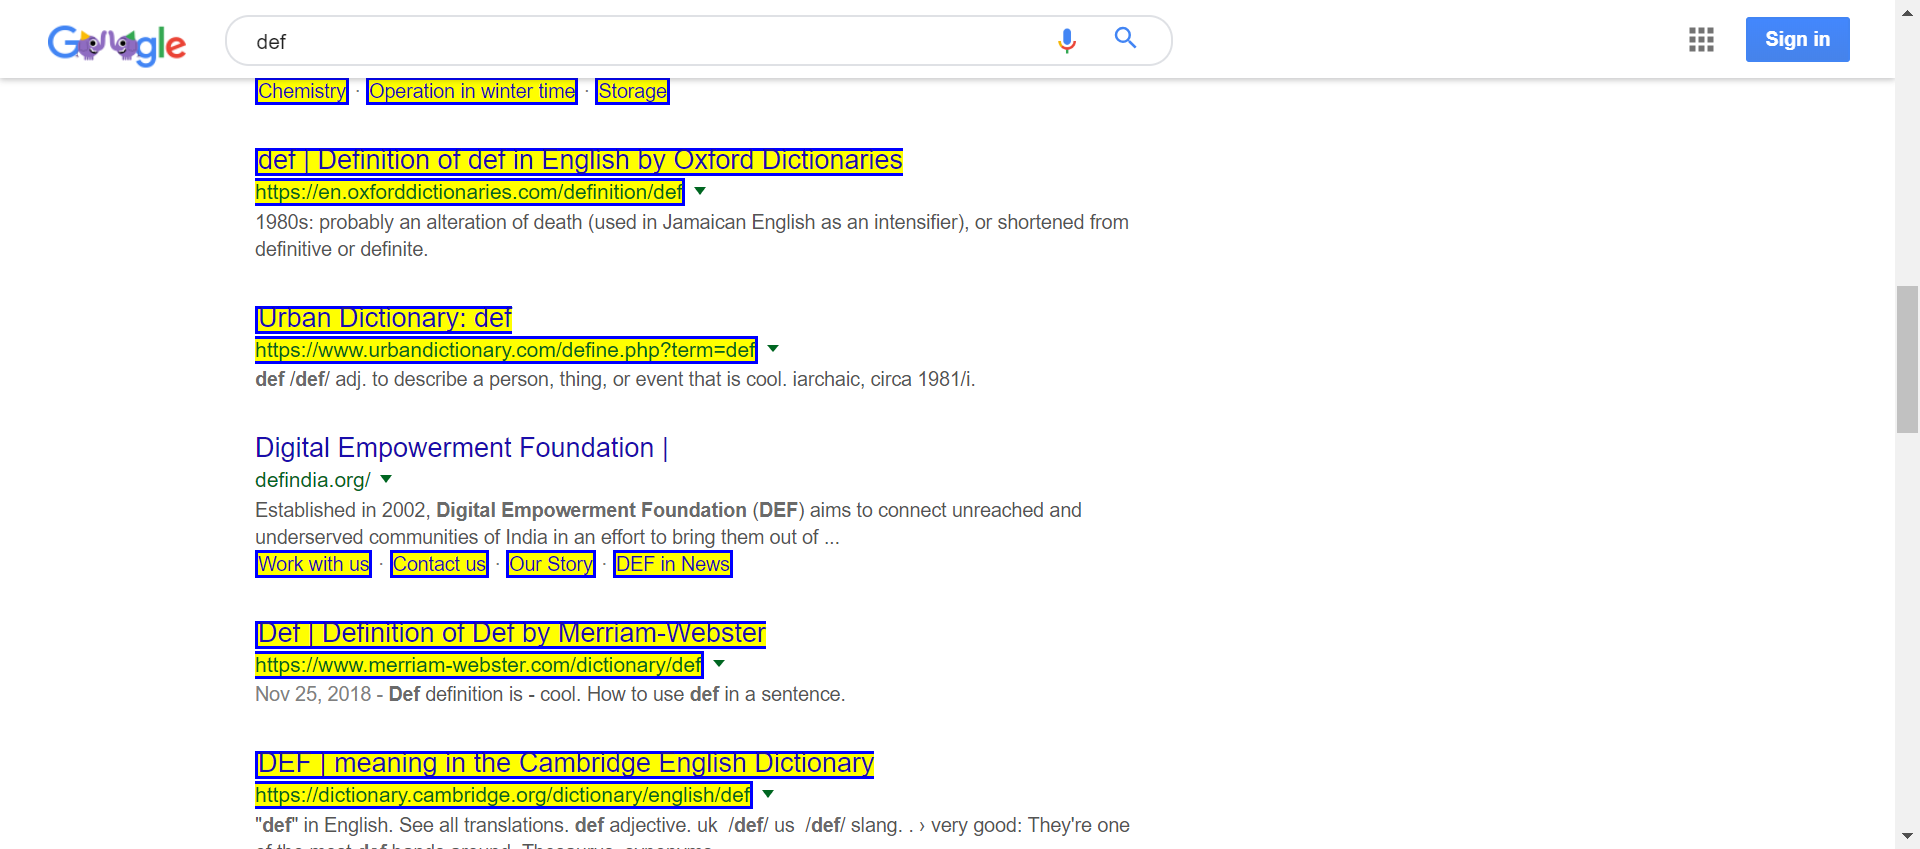 Google
def
Sign in
Chemistry · Operation in winter time · Storage
def | Definition of def in English by Oxford Dictionaries
https://en.oxforddictionaries.com/definition/def
1980s: probably an alteration of death (used in Jamaican English as an intensifier), or shortened from
definitive or definite.
Urban Dictionary: def
https://www.urbandictionary.com/define.php?term=def
def /def/ adj. to describe a person, thing, or event that is cool. iarchaic, circa 1981/i.
Digital Empowerment Foundation |
defindia.org/
Established in 2002, Digital Empowerment Foundation (DEF) aims to connect unreached and
underserved communities of India in an effort to bring them out of ...
Work with us · Contact us · Our Story · DEF in News
Def | Definition of Def by Merriam-Webster
https://www.merriam-webster.com/dictionary/def
Nov 25, 2018 - Def definition is - cool. How to use def in a sentence.
DEF | meaning in the Cambridge English Dictionary
https://dictionary.cambridge.org/dictionary/english/def
"def" in English. See all translations. def adjective. uk /def/ us /def/ slang. . › very good: They're one